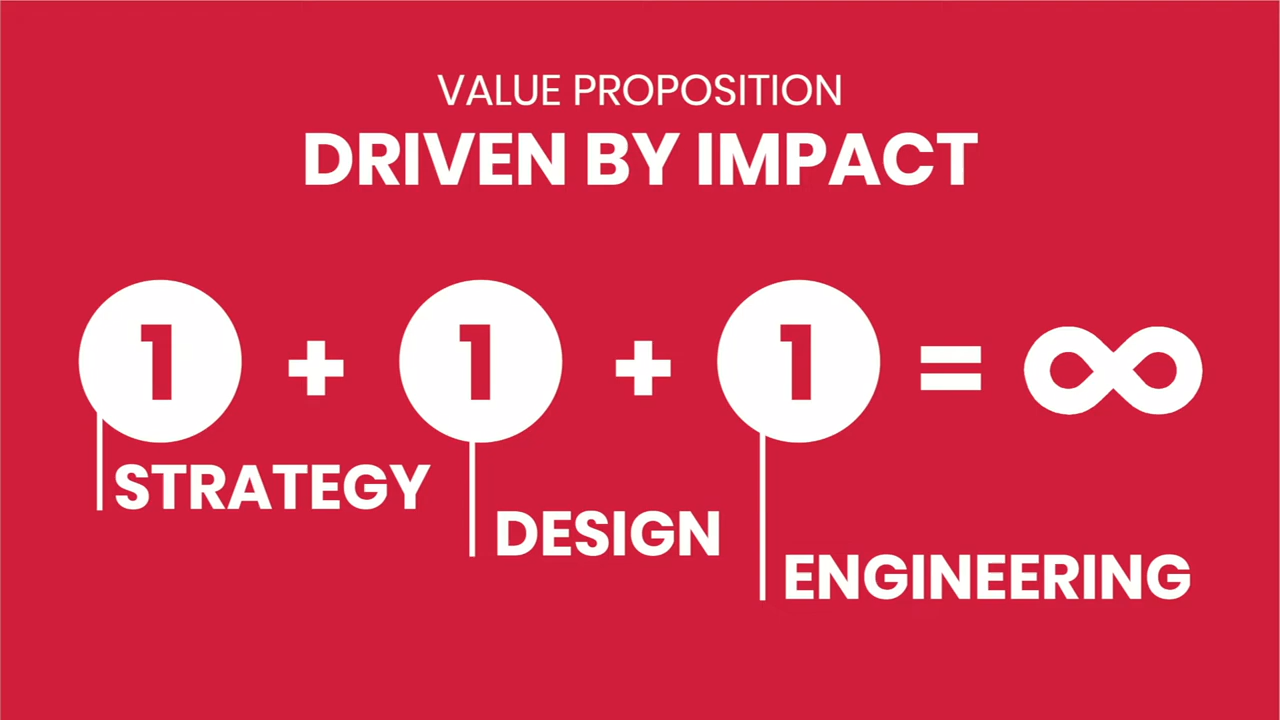 VALUE PROPOSITION
DRIVEN BY IMPACT
1 + 1 + 1 = ∞
STRATEGY
DESIGN
ENGINEERING